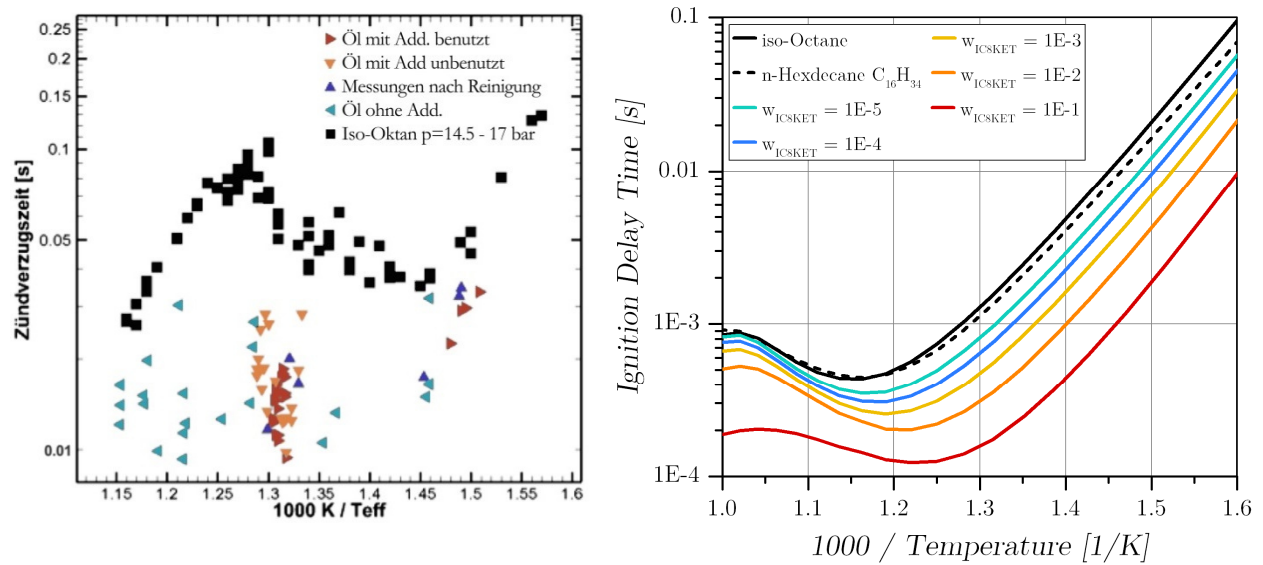 0.25
0.2
0.15
0.1
0.05
0.01
Zündverzugszeit [s]
Öl mit Add. benutzt
Öl mit Add unbenutzt
Messungen nach Reinigung
Öl ohne Add.
Iso-Oktan p=14.5 - 17 bar
1.15 1.2 1.25 1.3 1.35 1.4 1.45 1.5 1.55 1.6
1000 K / Teff
0.1
0.01
1E-3
1E-4
Ignition Delay Time [s]
iso-Octane
n-Hexdecane C₁₆H₃₄
w_IC8KET = 1E-5
w_IC8KET = 1E-4
w_IC8KET = 1E-3
w_IC8KET = 1E-2
w_IC8KET = 1E-1
1.0 1.1 1.2 1.3 1.4 1.5 1.6
1000 / Temperature [1/K]